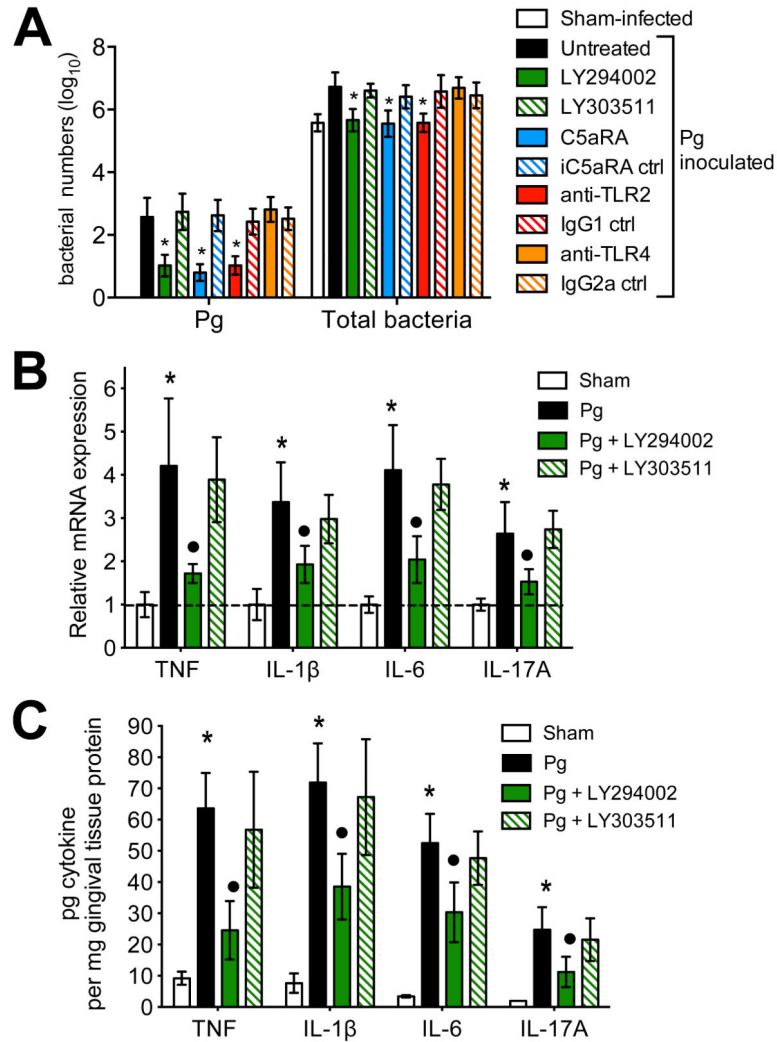 A
bacterial numbers (log10)
8
6
4
2
0
* * * * * *
Pg
Total bacteria
Sham-infected
Untreated
LY294002
LY303511
C5aRA
iC5aRA ctrl
anti-TLR2
IgG1 ctrl
anti-TLR4
IgG2a ctrl
Pg
inoculated
B
Relative mRNA expression
6
5
4
3
2
1
0
* * * *
TNF
IL-1β
IL-6
IL-17A
Sham
Pg
Pg + LY294002
Pg + LY303511
C
pg cytokine
per mg gingival tissue protein
90
80
70
60
50
40
30
20
10
0
* * * *
TNF
IL-1β
IL-6
IL-17A
Sham
Pg
Pg + LY294002
Pg + LY303511